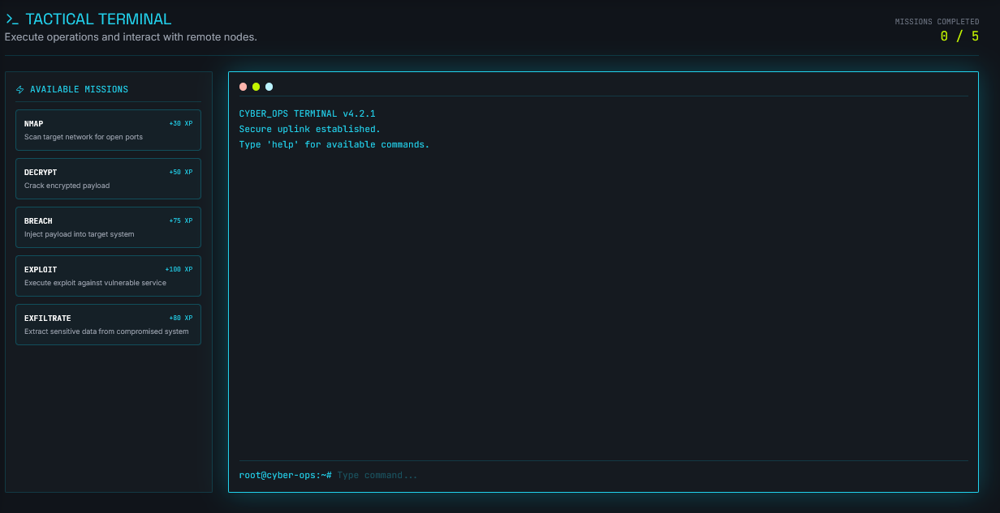 TACTICAL TERMINAL
Execute operations and interact with remote nodes.
MISSIONS COMPLETED
0 / 5
AVAILABLE MISSIONS
NMAP +30 XP
Scan target network for open ports
DECRYPT +50 XP
Crack encrypted payload
BREACH +75 XP
Inject payload into target system
EXPLOIT +100 XP
Execute exploit against vulnerable service
EXFILTRATE +80 XP
Extract sensitive data from compromised system
CYBER_OPS TERMINAL v4.2.1
Secure uplink established.
Type 'help' for available commands.
root@cyber-ops:~# Type command...